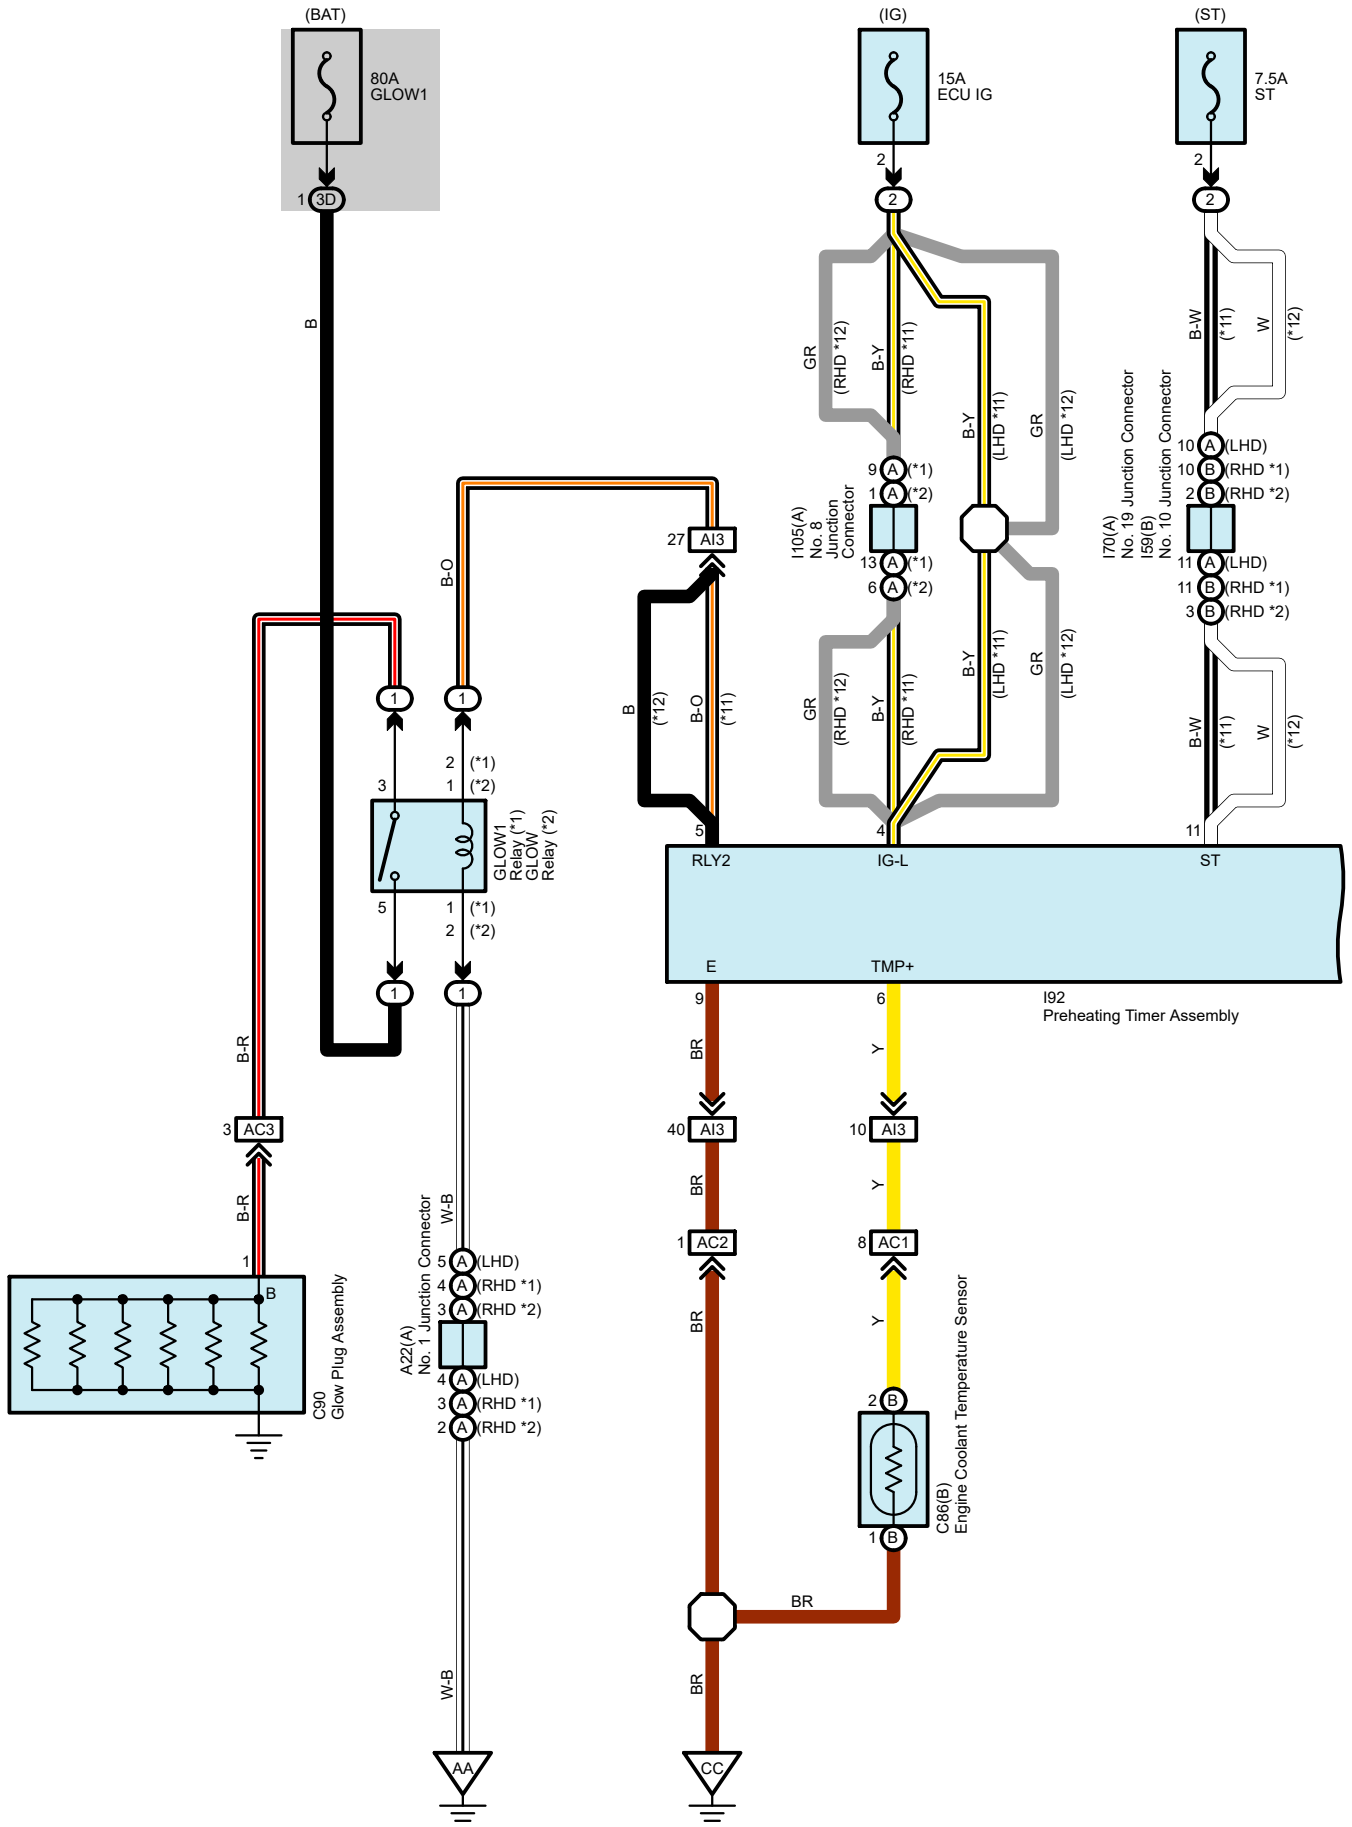 (BAT)
(IG)
(ST)
80A
GLOW1
15A
ECU IG
7.5A
ST
2
2
1
3D
2
2
B
GR
(RHD *12)
B-Y
(RHD *11)
B-Y
(LHD *11)
GR
(LHD *12)
B-W
(*11)
W
(*12)
I105(A)
No. 8
Junction
Connector
9 A (*1)
1 A (*2)
13 A (*1)
6 A (*2)
I70(A)
No. 19 Junction Connector
I59(B)
No. 10 Junction Connector
10 A (LHD)
10 B (RHD *1)
2 B (RHD *2)
11 A (LHD)
11 B (RHD *1)
3 B (RHD *2)
B-O
27 AI3
B
(*12)
B-O
(*11)
GR
(RHD *12)
B-Y
(RHD *11)
B-Y
(LHD *11)
GR
(LHD *12)
B-W
(*11)
W
(*12)
1
1
2 (*1)
3
1 (*2)
GLOW1
Relay (*1)
GLOW
Relay (*2)
5
1 (*1)
2 (*2)
1
1
5
4
11
RLY2
IG-L
ST
E
TMP+
9
6
I92
Preheating Timer Assembly
B-R
BR
Y
3 AC3
40 AI3
10 AI3
B-R
W-B
BR
Y
1 AC2
8 AC1
1
B
C90
Glow Plug Assembly
A22(A)
No. 1 Junction Connector
5 A (LHD)
4 A (RHD *1)
3 A (RHD *2)
4 A (LHD)
3 A (RHD *1)
2 A (RHD *2)
BR
Y
2 B
C86(B)
Engine Coolant Temperature Sensor
1 B
BR
W-B
BR
AA
CC